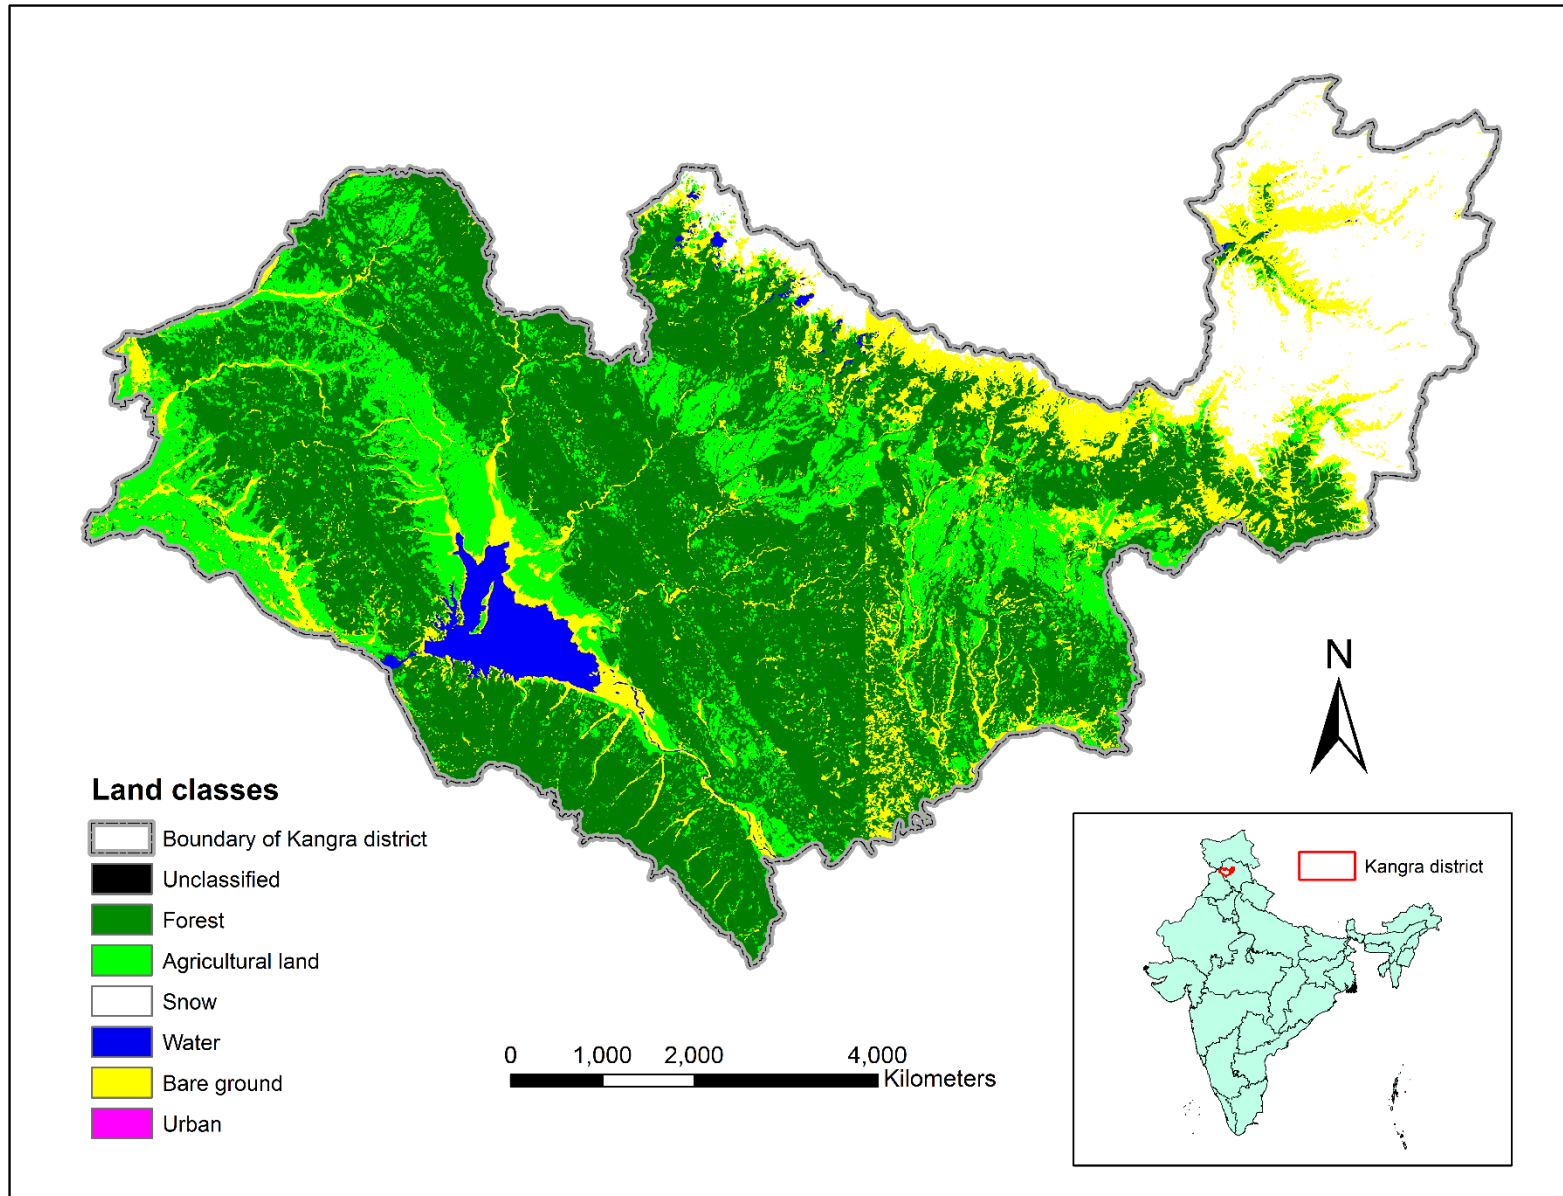 N
Land classes
Boundary of Kangra district
Unclassified
Forest
Agricultural land
Snow
Water
Bare ground
Urban
0 1,000 2,000 4,000
Kilometers
Kangra district